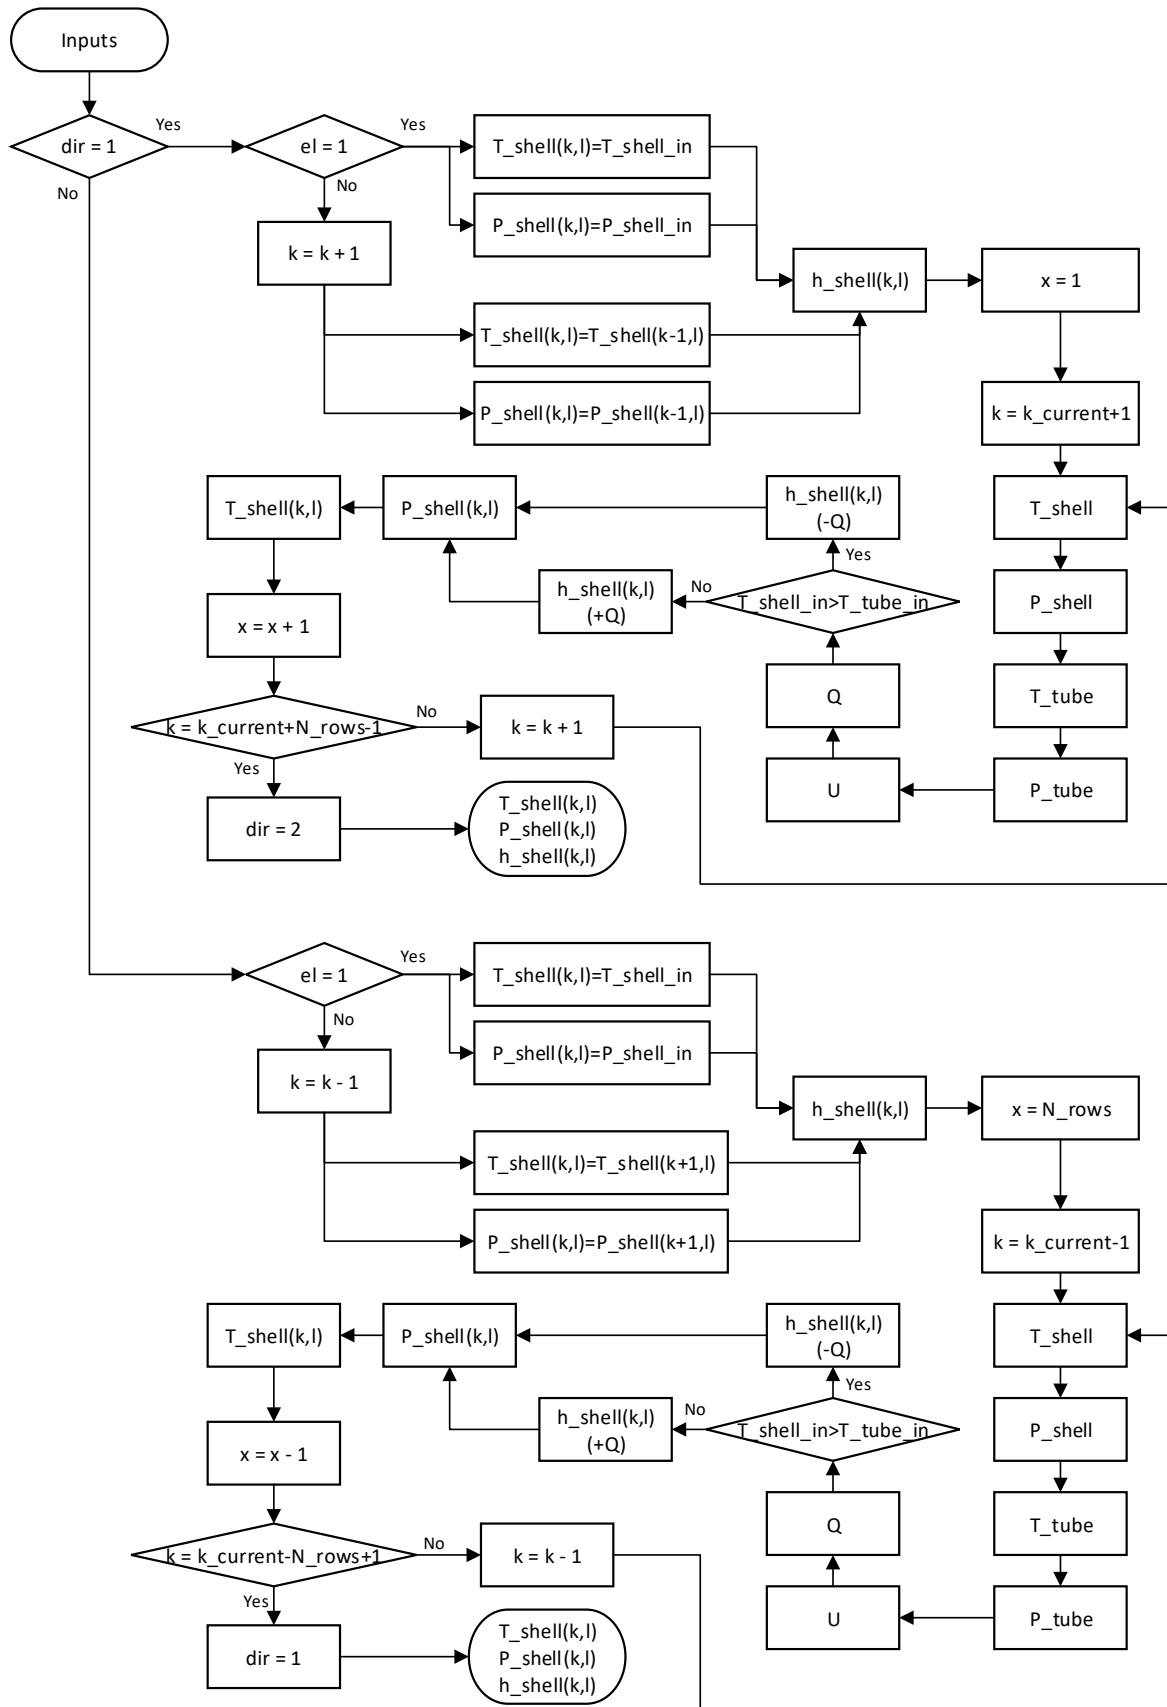 Inputs
dir = 1
Yes
No
el = 1
Yes
No
T_shell(k,l)=T_shell_in
P_shell(k,l)=P_shell_in
k = k + 1
T_shell(k,l)=T_shell(k-1,l)
P_shell(k,l)=P_shell(k-1,l)
h_shell(k,l)
x = 1
k = k_current+1
T_shell
P_shell
T_tube
P_tube
U
Q
T_shell_in>T_tube_in
Yes
No
h_shell(k,l)
(-Q)
h_shell(k,l)
(+Q)
P_shell(k,l)
T_shell(k,l)
x = x + 1
k = k_current+N_rows-1
No
Yes
k = k + 1
dir = 2
T_shell(k,l)
P_shell(k,l)
h_shell(k,l)
el = 1
Yes
No
T_shell(k,l)=T_shell_in
P_shell(k,l)=P_shell_in
k = k - 1
T_shell(k,l)=T_shell(k+1,l)
P_shell(k,l)=P_shell(k+1,l)
h_shell(k,l)
x = N_rows
k = k_current-1
T_shell
P_shell
T_tube
P_tube
U
Q
T_shell_in>T_tube_in
Yes
No
h_shell(k,l)
(-Q)
h_shell(k,l)
(+Q)
P_shell(k,l)
T_shell(k,l)
x = x - 1
k = k_current-N_rows+1
No
Yes
k = k - 1
dir = 1
T_shell(k,l)
P_shell(k,l)
h_shell(k,l)